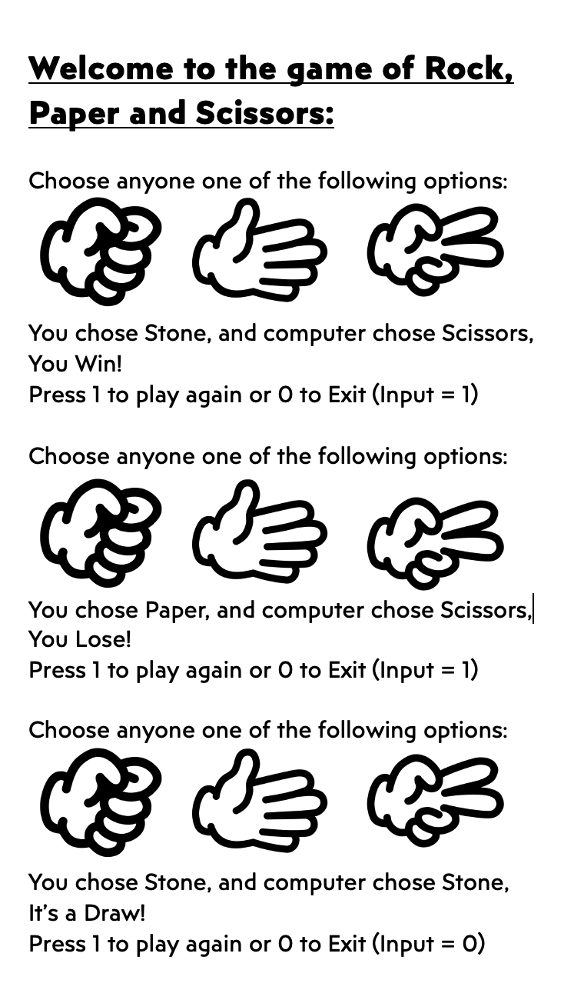 Welcome to the game of Rock,
Paper and Scissors:
Choose anyone one of the following options:
You chose Stone, and computer chose Scissors,
You Win!
Press 1 to play again or 0 to Exit (Input = 1)
Choose anyone one of the following options:
You chose Paper, and computer chose Scissors,
You Lose!
Press 1 to play again or 0 to Exit (Input = 1)
Choose anyone one of the following options:
You chose Stone, and computer chose Stone,
It’s a Draw!
Press 1 to play again or 0 to Exit (Input = 0)